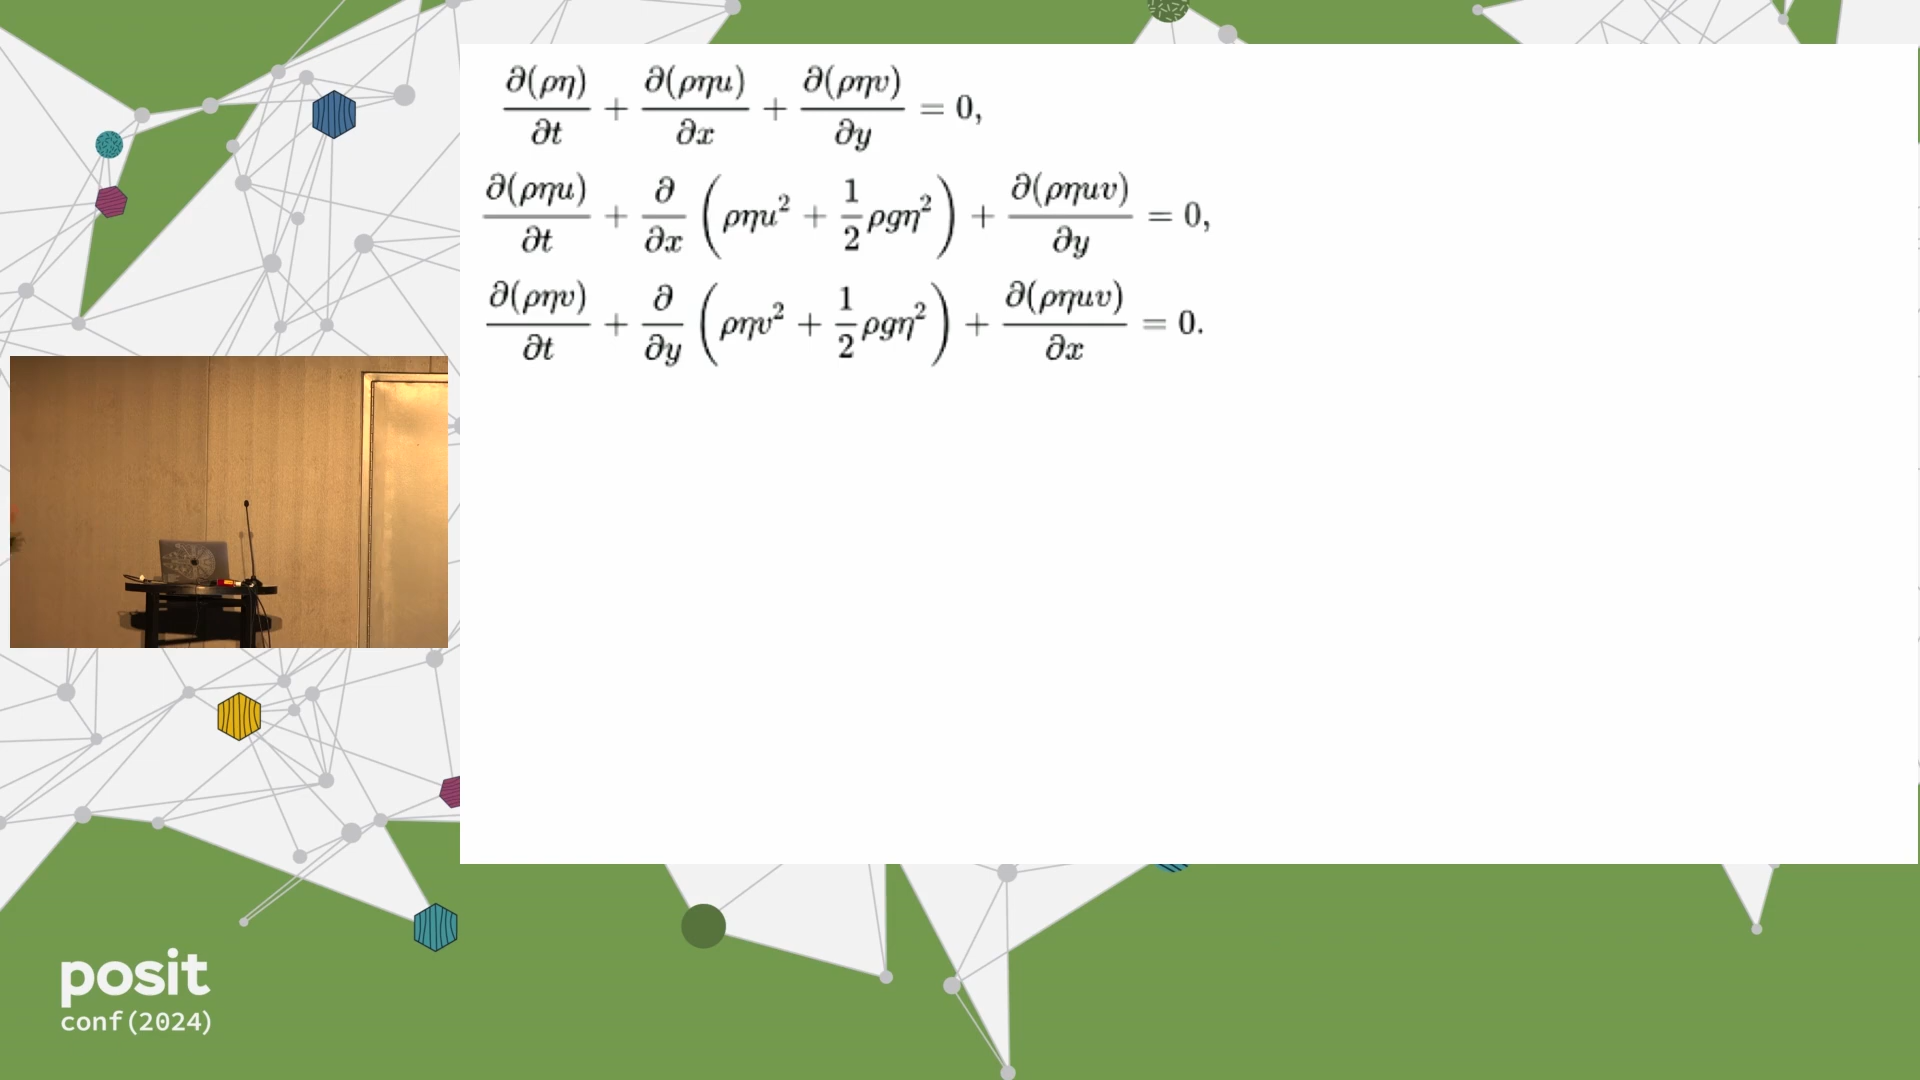 ∂(ρη)/∂t + ∂(ρηu)/∂x + ∂(ρηv)/∂y = 0,
∂(ρηu)/∂t + ∂/∂x (ρηu² + 1/2 ρgη²) + ∂(ρηuv)/∂y = 0,
∂(ρηv)/∂t + ∂/∂y (ρηv² + 1/2 ρgη²) + ∂(ρηuv)/∂x = 0.
posit
conf(2024)